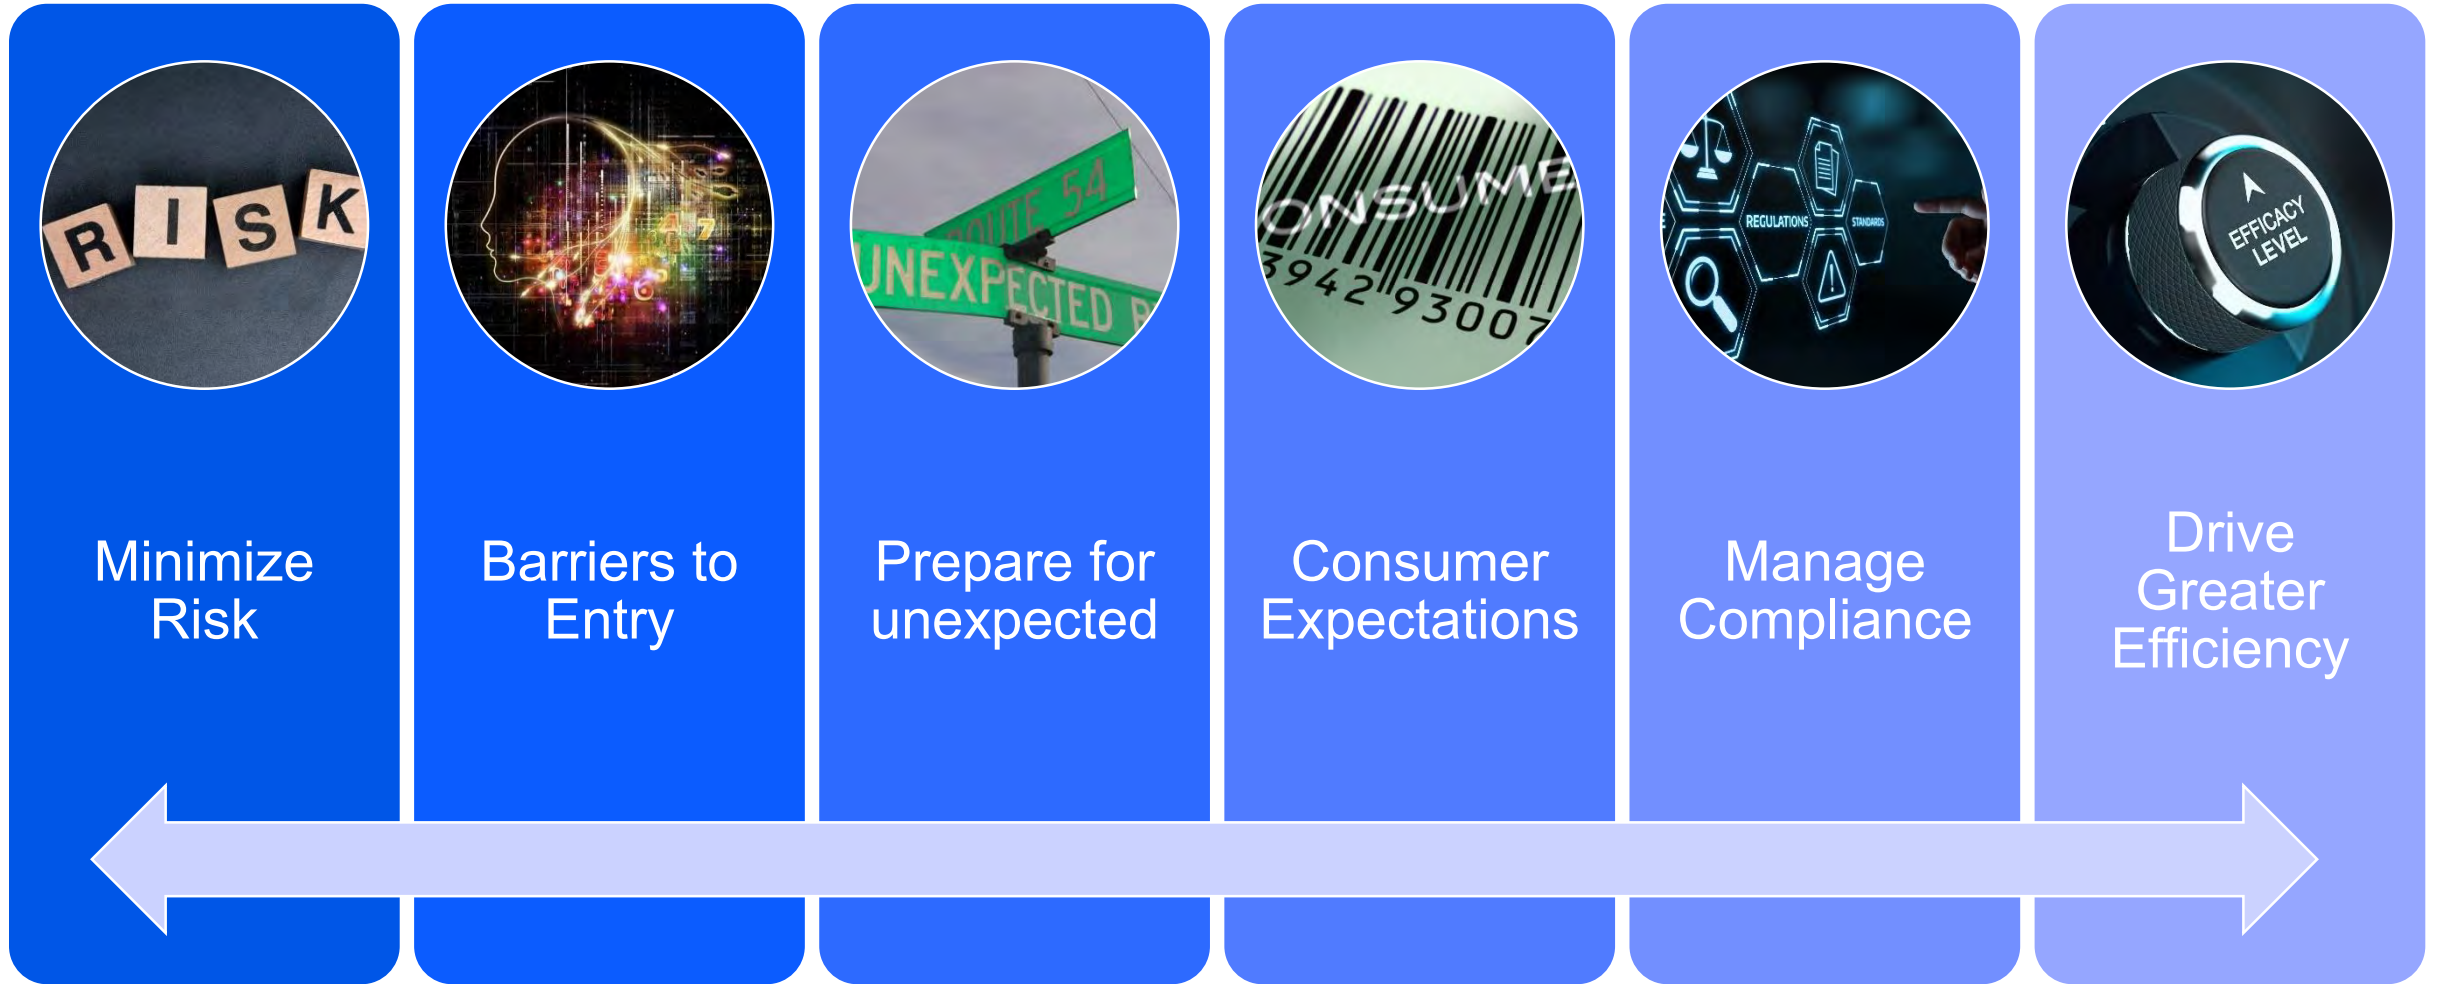 RISK
ROUTE 54
UNEXPECTED R
ONSUME
3942 93007
REGULATIONS
STANDARDS
EFFICACY
LEVEL
Minimize
Risk
Barriers to
Entry
Prepare for
unexpected
Consumer
Expectations
Manage
Compliance
Drive
Greater
Efficiency